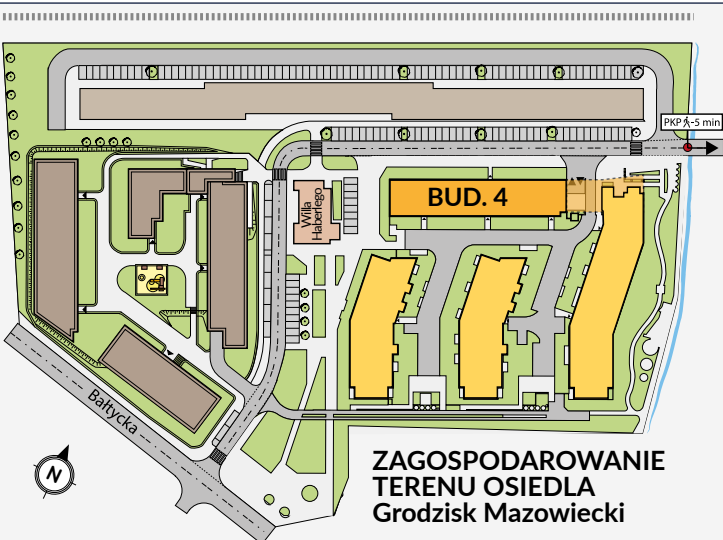 PKP -5 min
BUD. 4
Willa
Haberlego
Bałtycka
N
ZAGOSPODAROWANIE
TERENU OSIEDLA
Grodzisk Mazowiecki